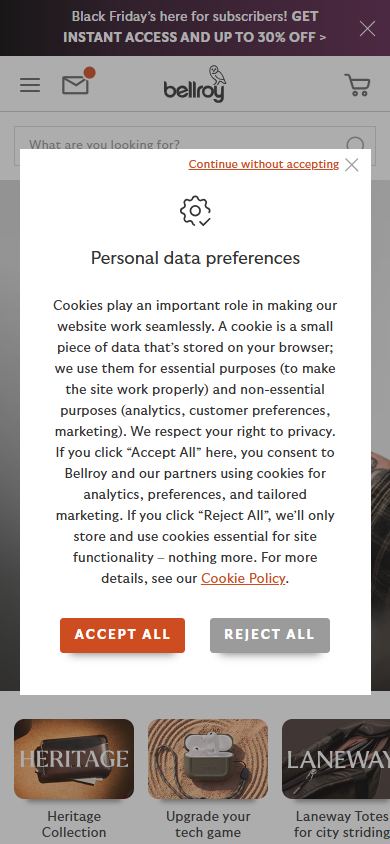 Black Friday's here for subscribers! GET
INSTANT ACCESS AND UP TO 30% OFF >
bellroy
What are you looking for?
Continue without accepting
Personal data preferences
Cookies play an important role in making our
website work seamlessly. A cookie is a small
piece of data that's stored on your browser;
we use them for essential purposes (to make
the site work properly) and non-essential
purposes (analytics, customer preferences,
marketing). We respect your right to privacy.
If you click “Accept All” here, you consent to
Bellroy and our partners using cookies for
analytics, preferences, and tailored
marketing. If you click “Reject All”, we'll only
store and use cookies essential for site
functionality – nothing more. For more
details, see our Cookie Policy.
ACCEPT ALL REJECT ALL
HERITAGE LANEWAY
Heritage Upgrade your Laneway Totes
Collection tech game for city striding